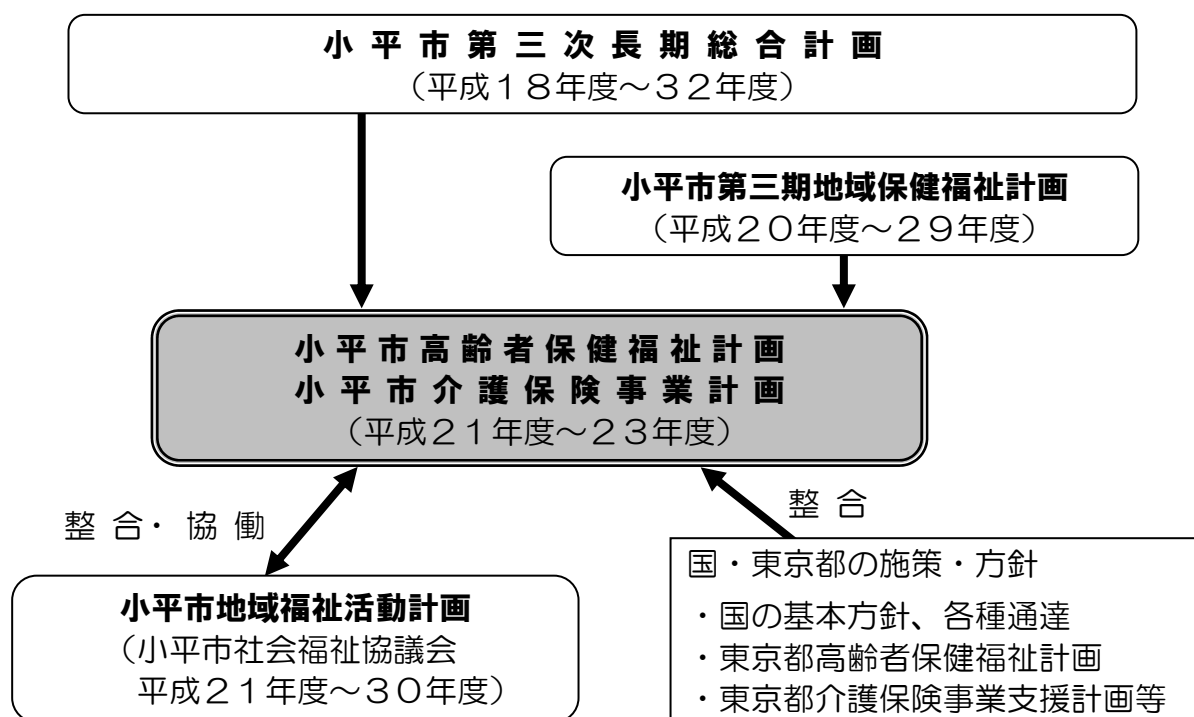 小平市第三次長期総合計画
（平成１８年度～３２年度）
小平市第三期地域保健福祉計画
（平成２０年度～２９年度）
小平市高齢者保健福祉計画
小平市介護保険事業計画
（平成２１年度～２３年度）
整合・協働
整合
小平市地域福祉活動計画
（小平市社会福祉協議会
平成２１年度～３０年度）
国・東京都の施策・方針
・国の基本方針、各種通達
・東京都高齢者保健福祉計画
・東京都介護保険事業支援計画等